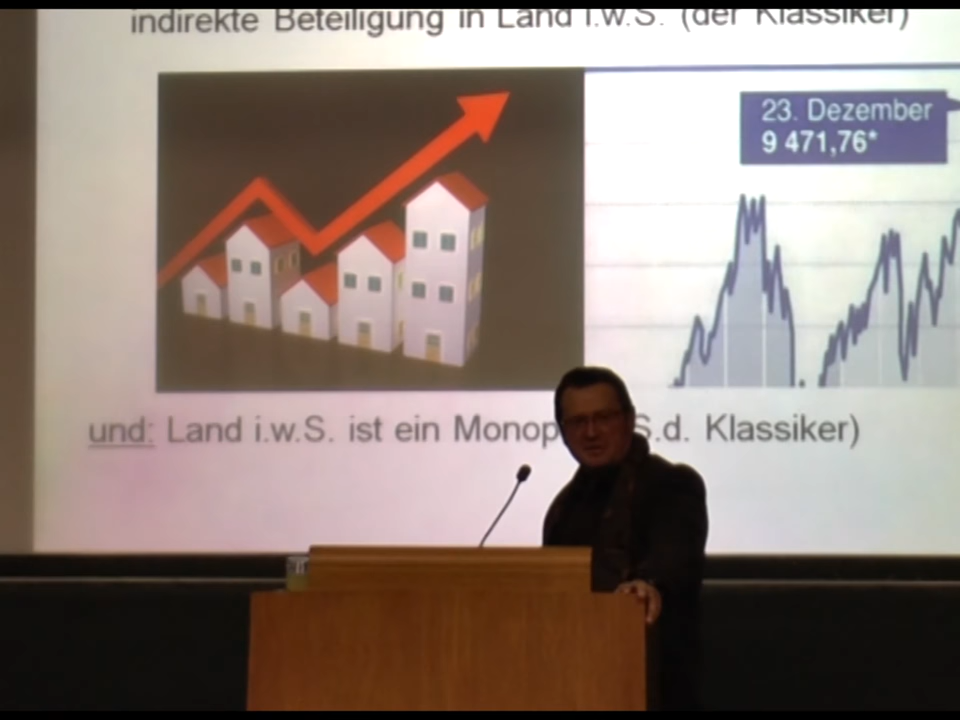 indirekte Beteiligung in Land i.w.S. (der Klassiker)
23. Dezember
9 471,76*
und: Land i.w.S. ist ein S.d. Klassiker)